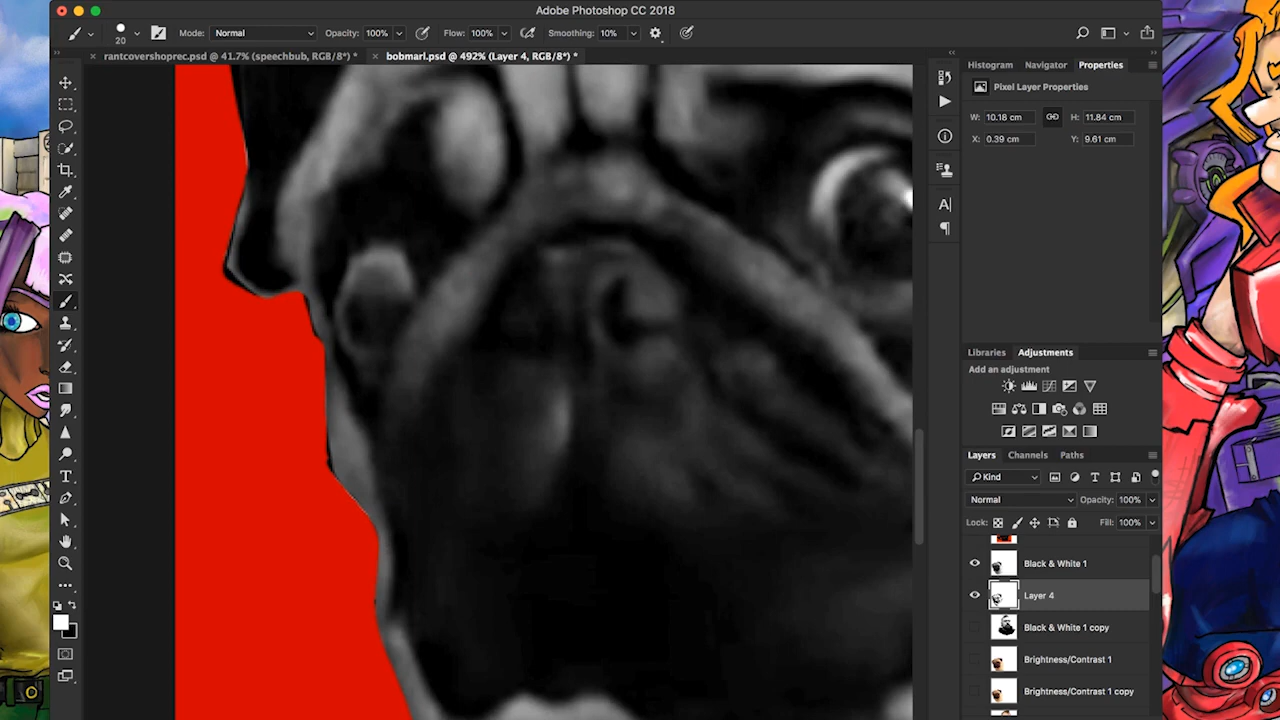 Adobe Photoshop CC 2018
20 Mode: Normal Opacity: 100% Flow: 100% Smoothing: 10%
rantcovershoprec.psd @ 41.7% (speechbub, RGB/8*) * bobmarl.psd @ 492% (Layer 4, RGB/8*) *
Histogram Navigator Properties
Pixel Layer Properties
W: 10.18 cm H: 11.84 cm
X: 0.39 cm Y: 9.61 cm
Libraries Adjustments
Add an adjustment
Layers Channels Paths
Kind
Normal Opacity: 100%
Lock: Fill: 100%
Black & White 1
Layer 4
Black & White 1 copy
Brightness/Contrast 1
Brightness/Contrast 1 copy